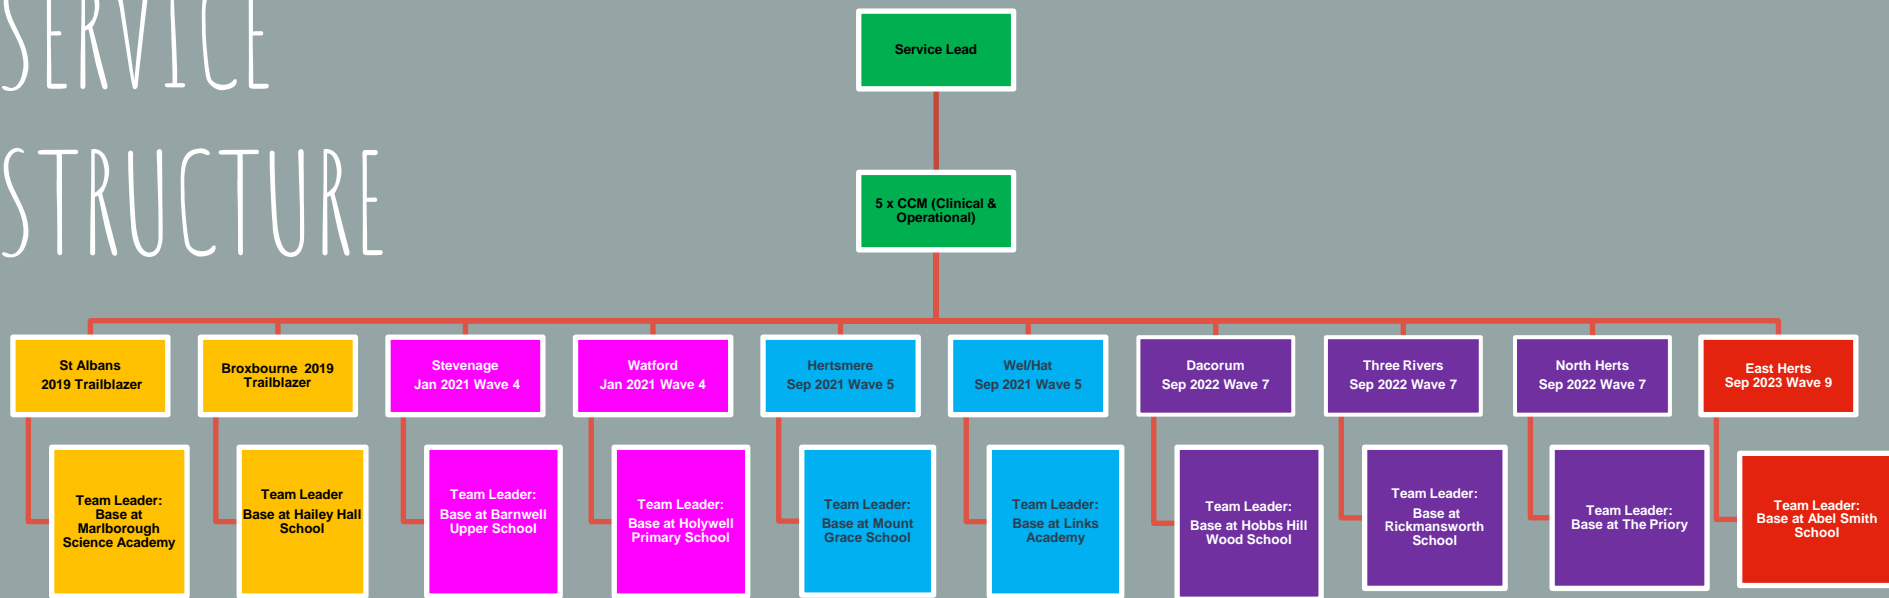 SERVICE
STRUCTURE
Service Lead
5 x CCM (Clinical &
Operational)
St Albans
2019 Trailblazer
Broxbourne 2019
Trailblazer
Stevenage
Jan 2021 Wave 4
Watford
Jan 2021 Wave 4
Hertsmere
Sep 2021 Wave 5
Wel/Hat
Sep 2021 Wave 5
Dacorum
Sep 2022 Wave 7
Three Rivers
Sep 2022 Wave 7
North Herts
Sep 2022 Wave 7
East Herts
Sep 2023 Wave 9
Team Leader:
Base at
Marlborough
Science Academy
Team Leader
Base at Hailey Hall
School
Team Leader:
Base at Barnwell
Upper School
Team Leader:
Base at Holywell
Primary School
Team Leader:
Base at Mount
Grace School
Team Leader:
Base at Links
Academy
Team Leader:
Base at Hobbs Hill
Wood School
Team Leader:
Base at
Rickmansworth
School
Team Leader:
Base at The Priory
Team Leader:
Base at Abel Smith
School